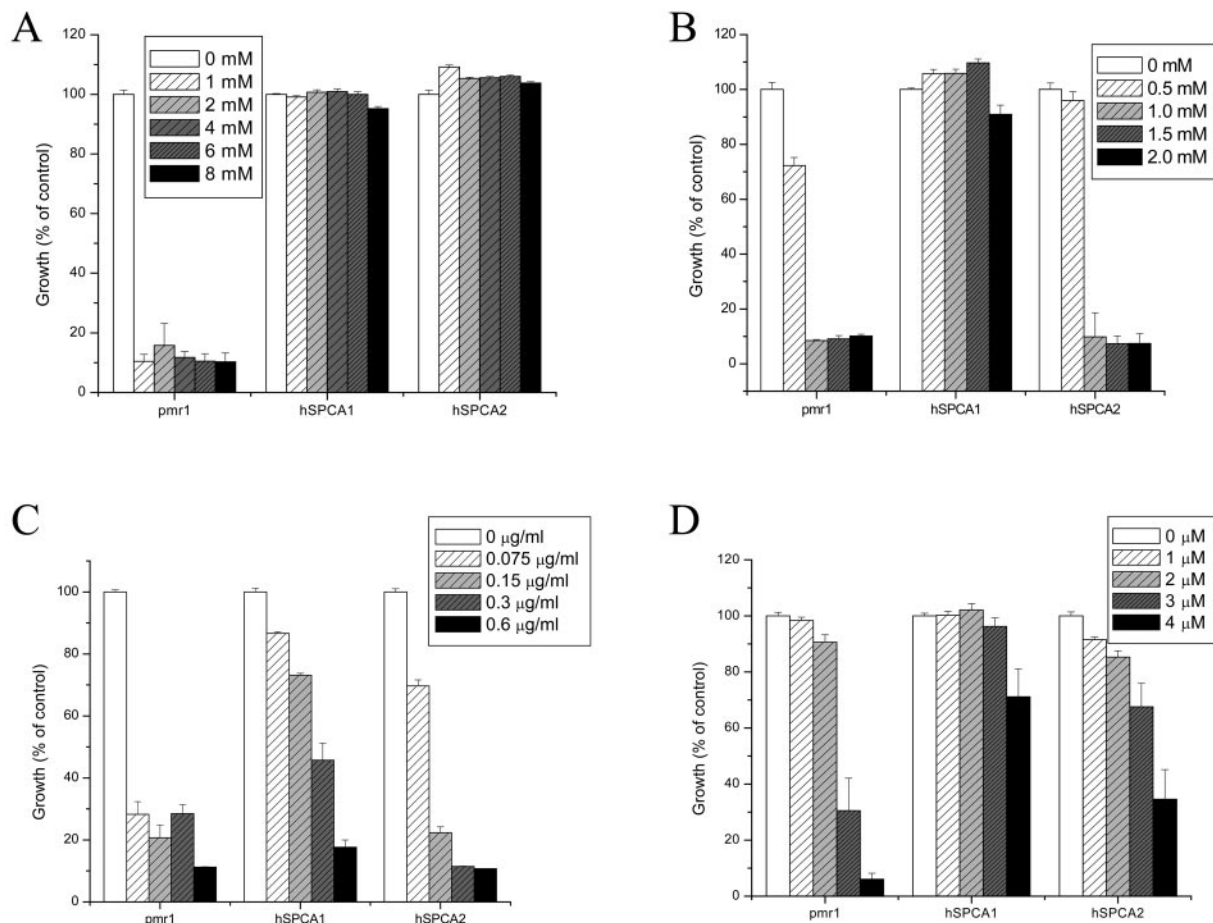 A
Growth (% of control)
120
100
80
60
40
20
0
0 mM
1 mM
2 mM
4 mM
6 mM
8 mM
pmr1 hSPCA1 hSPCA2
B
Growth (% of control)
120
100
80
60
40
20
0
0 mM
0.5 mM
1.0 mM
1.5 mM
2.0 mM
pmr1 hSPCA1 hSPCA2
C
Growth (% of control)
100
80
60
40
20
0
0 μg/ml
0.075 μg/ml
0.15 μg/ml
0.3 μg/ml
0.6 μg/ml
pmr1 hSPCA1 hSPCA2
D
Growth (% of control)
120
100
80
60
40
20
0
0 μM
1 μM
2 μM
3 μM
4 μM
pmr1 hSPCA1 hSPCA2